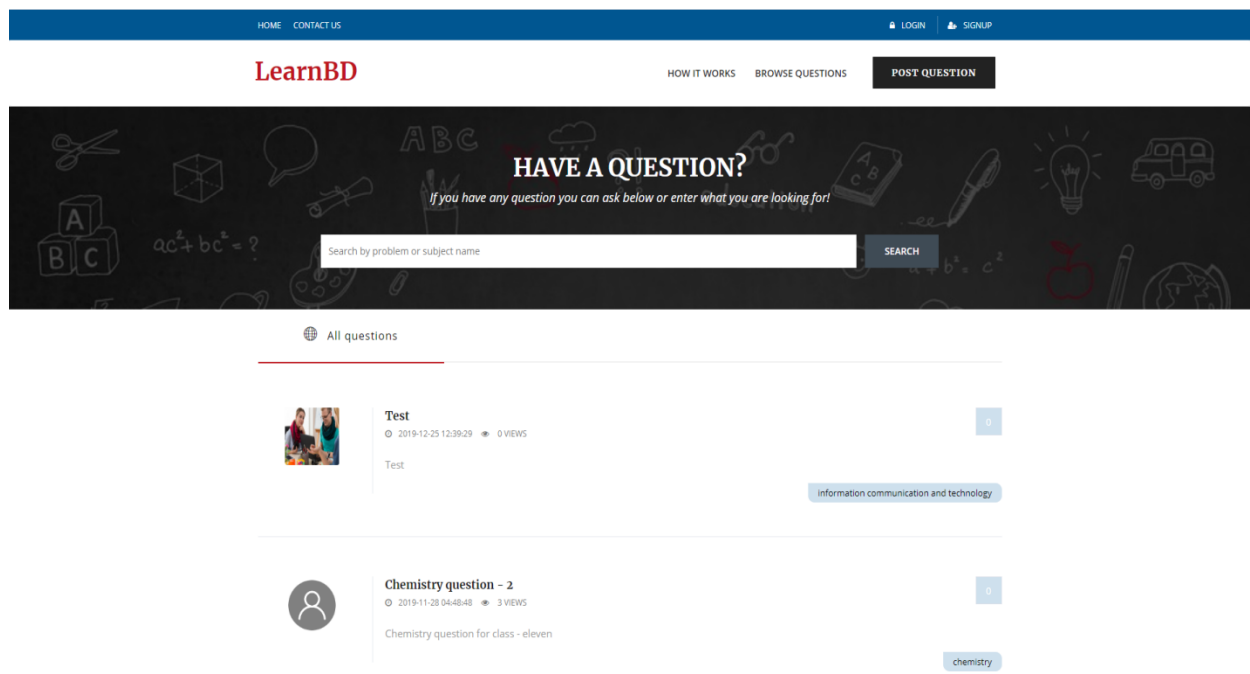 HOME CONTACT US LOGIN SIGNUP
LearnBD HOW IT WORKS BROWSE QUESTIONS POST QUESTION
ABC
HAVE A QUESTION?
If you have any question you can ask below or enter what you are looking for!
Search by problem or subject name SEARCH
A
B C
ac²+bc²=?
All questions
Test
2019-12-25 12:39:29 0 VIEWS
0
Test
information communication and technology
Chemistry question - 2
2019-11-28 04:48:48 3 VIEWS
0
Chemistry question for class - eleven
chemistry